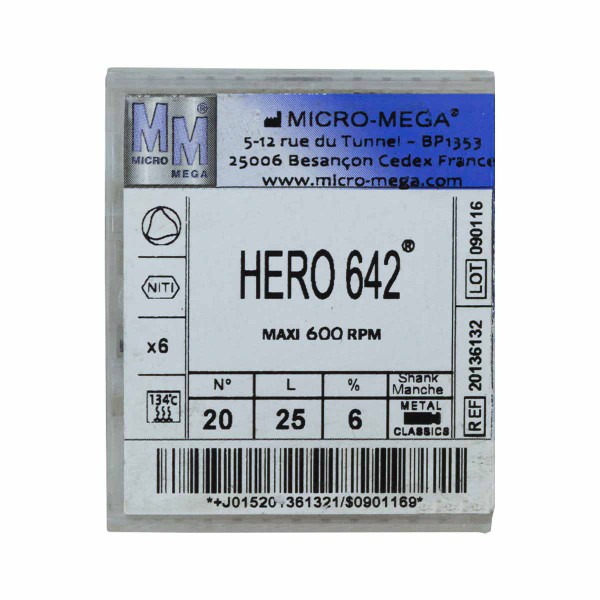 MM®
MICRO
MEGA
MICRO-MEGA®
5-12 rue du Tunnel - BP1353
25006 Besançon Cedex France
www.micro-mega.com
NITI
x6
134°c
HERO 642®
MAXI 600 RPM
N° L % Shank
Manche
20 25 6 METAL
CLASSICS
LOT 090116
REF 20136132
*+J01520 361321/$0901169*